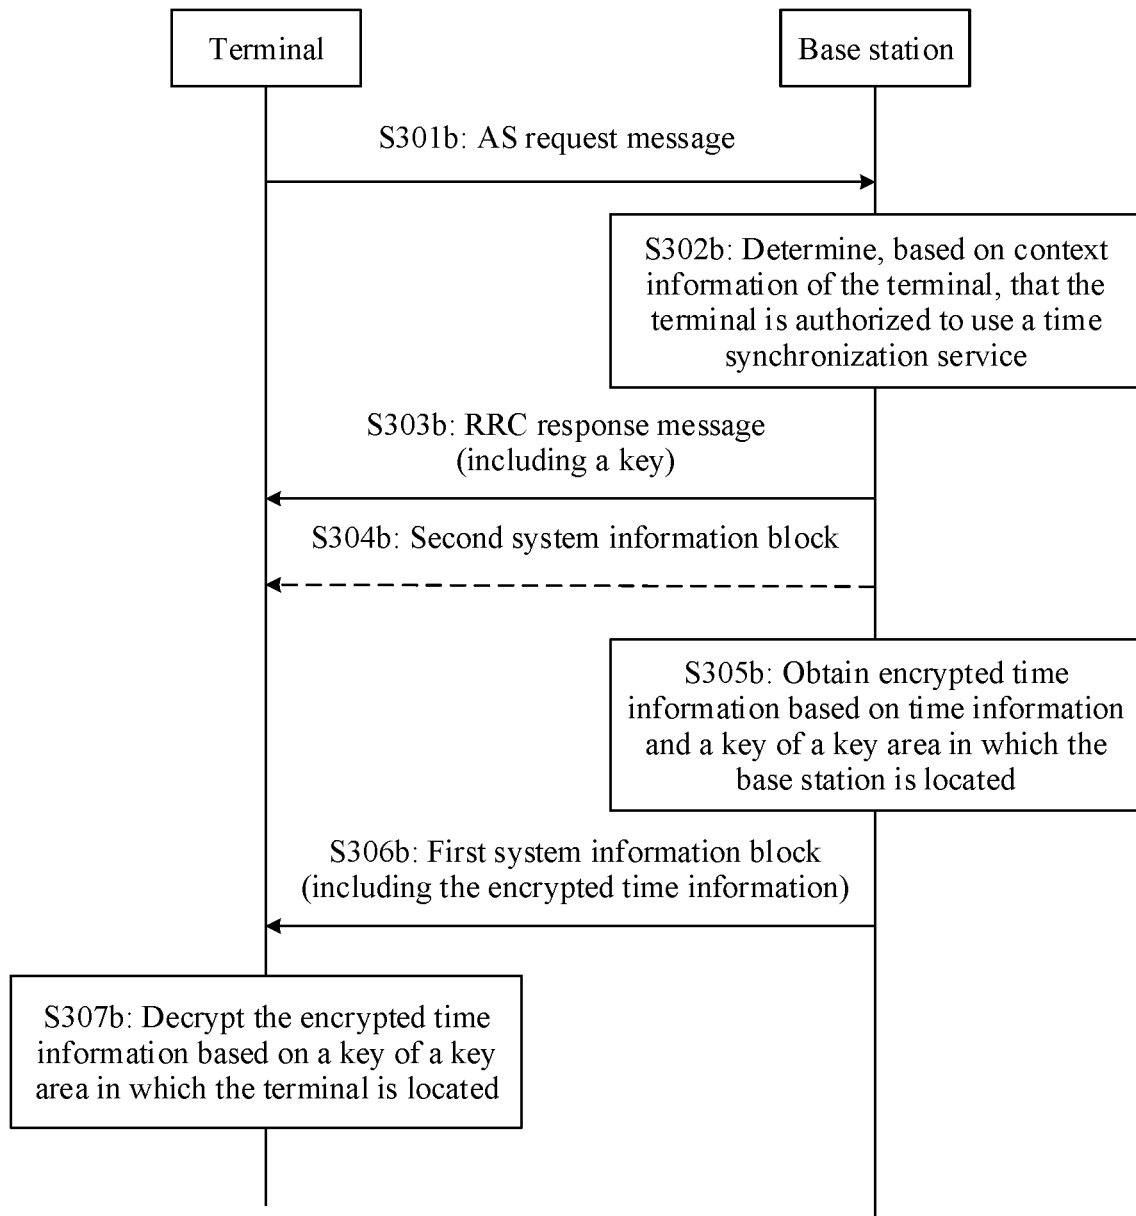 Terminal
Base station
S301b: AS request message
S302b: Determine, based on context
information of the terminal, that the
terminal is authorized to use a time
synchronization service
S303b: RRC response message
(including a key)
S304b: Second system information block
S305b: Obtain encrypted time
information based on time information
and a key of a key area in which the
base station is located
S306b: First system information block
(including the encrypted time information)
S307b: Decrypt the encrypted time
information based on a key of a key
area in which the terminal is located